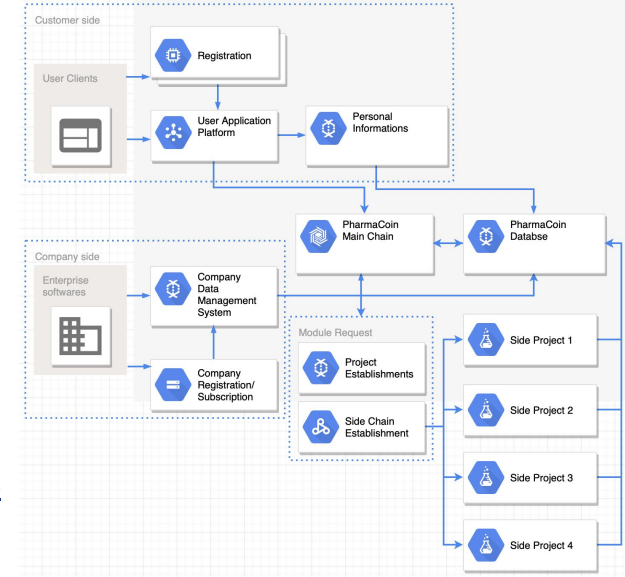 Customer side
Registration
User Clients
User Application
Platform
Personal
Informations
PharmaCoin
Main Chain
PharmaCoin
Databse
Company side
Enterprise
softwares
Company
Data
Management
System
Company
Registration/
Subscription
Module Request
Project
Establishments
Side Chain
Establishment
Side Project 1
Side Project 2
Side Project 3
Side Project 4